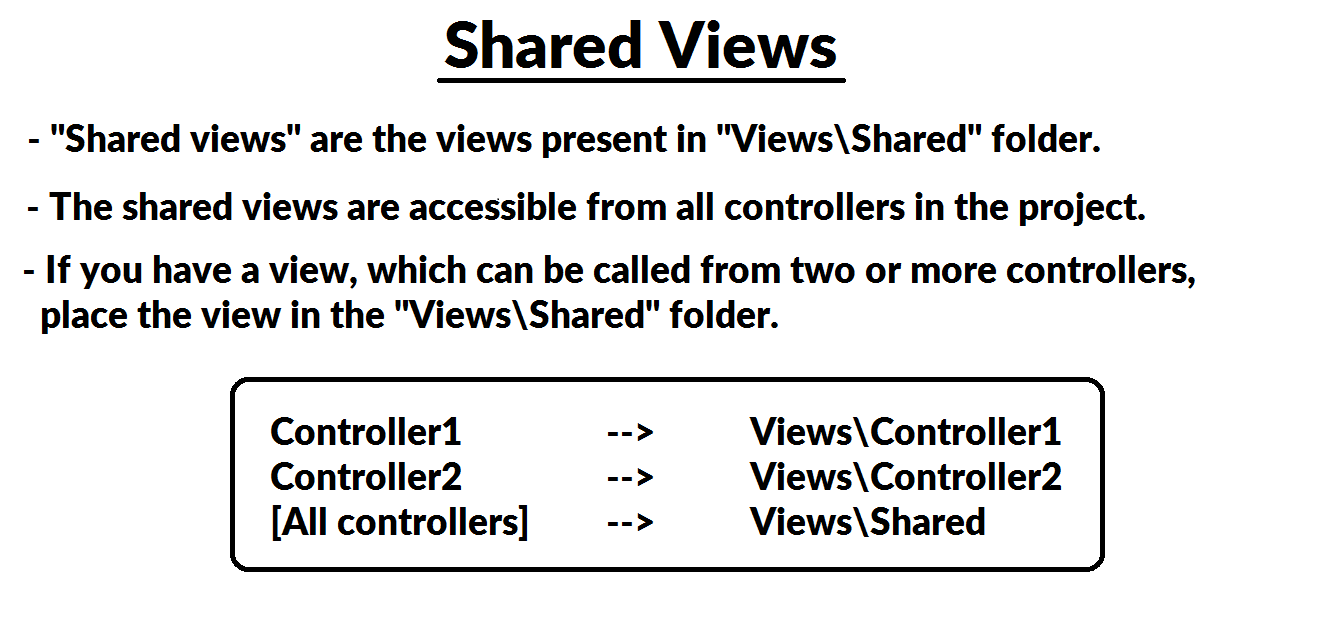 Shared Views
- "Shared views" are the views present in "Views\Shared" folder.
- The shared views are accessible from all controllers in the project.
- If you have a view, which can be called from two or more controllers,
place the view in the "Views\Shared" folder.
Controller1 --> Views\Controller1
Controller2 --> Views\Controller2
[All controllers] --> Views\Shared